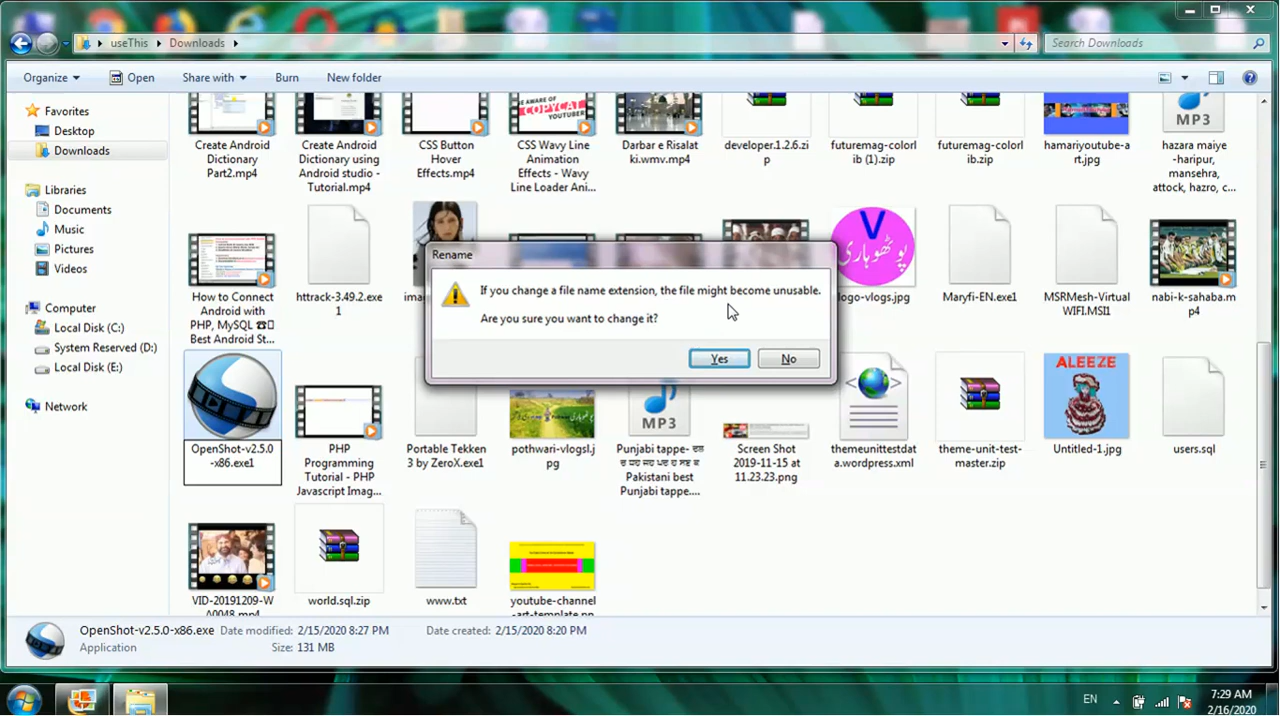 useThis ▸ Downloads ▸
Search Downloads
Organize
Open
Share with
Burn
New folder
Favorites
Desktop
Downloads
Libraries
Documents
Music
Pictures
Videos
Computer
Local Disk (C:)
System Reserved (D:)
Local Disk (E:)
Network
BE AWARE OF
COPYCAT
YOUTUBER
MP3
Create Android
Dictionary
Part2.mp4
Create Android
Dictionary using
Android studio -
Tutorial.mp4
CSS Button
Hover
Effects.mp4
CSS Wavy Line
Animation
Effects - Wavy
Line Loader Ani...
Darbar e Risalat
ki.wmv.mp4
developer.1.2.6.zi
p
futuremag-colorl
ib (1).zip
futuremag-colorl
ib.zip
hamariyoutube-a
rt.jpg
hazara maiye
-haripur,
mansehra,
attock, hazro, c...
How to Connect
Android with
PHP, MySQL ☎️
Best Android St...
httrack-3.49.2.exe
1
V
پوٹھوہاری
logo-vlogs.jpg
Maryfi-EN.exe1
MSRMesh-Virtual
WIFI.MSI1
nabi-k-sahaba.m
p4
Rename
If you change a file name extension, the file might become unusable.
Are you sure you want to change it?
Yes
No
OpenShot-v2.5.0
-x86.exe1
PHP
Programming
Tutorial - PHP
Javascript Imag...
Portable Tekken
3 by ZeroX.exe1
pothwari-vlogsl.j
pg
MP3
Punjabi tappe-
Pakistani best
Punjabi tappe....
Screen Shot
2019-11-15 at
11.23.23.png
themeunittestdat
a.wordpress.xml
theme-unit-test-
master.zip
ALEEZE
Untitled-1.jpg
users.sql
VID-20191209-W
A0048.mp4
world.sql.zip
www.txt
youtube-channel
-art-template.pn
OpenShot-v2.5.0-x86.exe
Date modified: 2/15/2020 8:27 PM
Date created: 2/15/2020 8:20 PM
Application
Size: 131 MB
EN
7:29 AM
2/16/2020